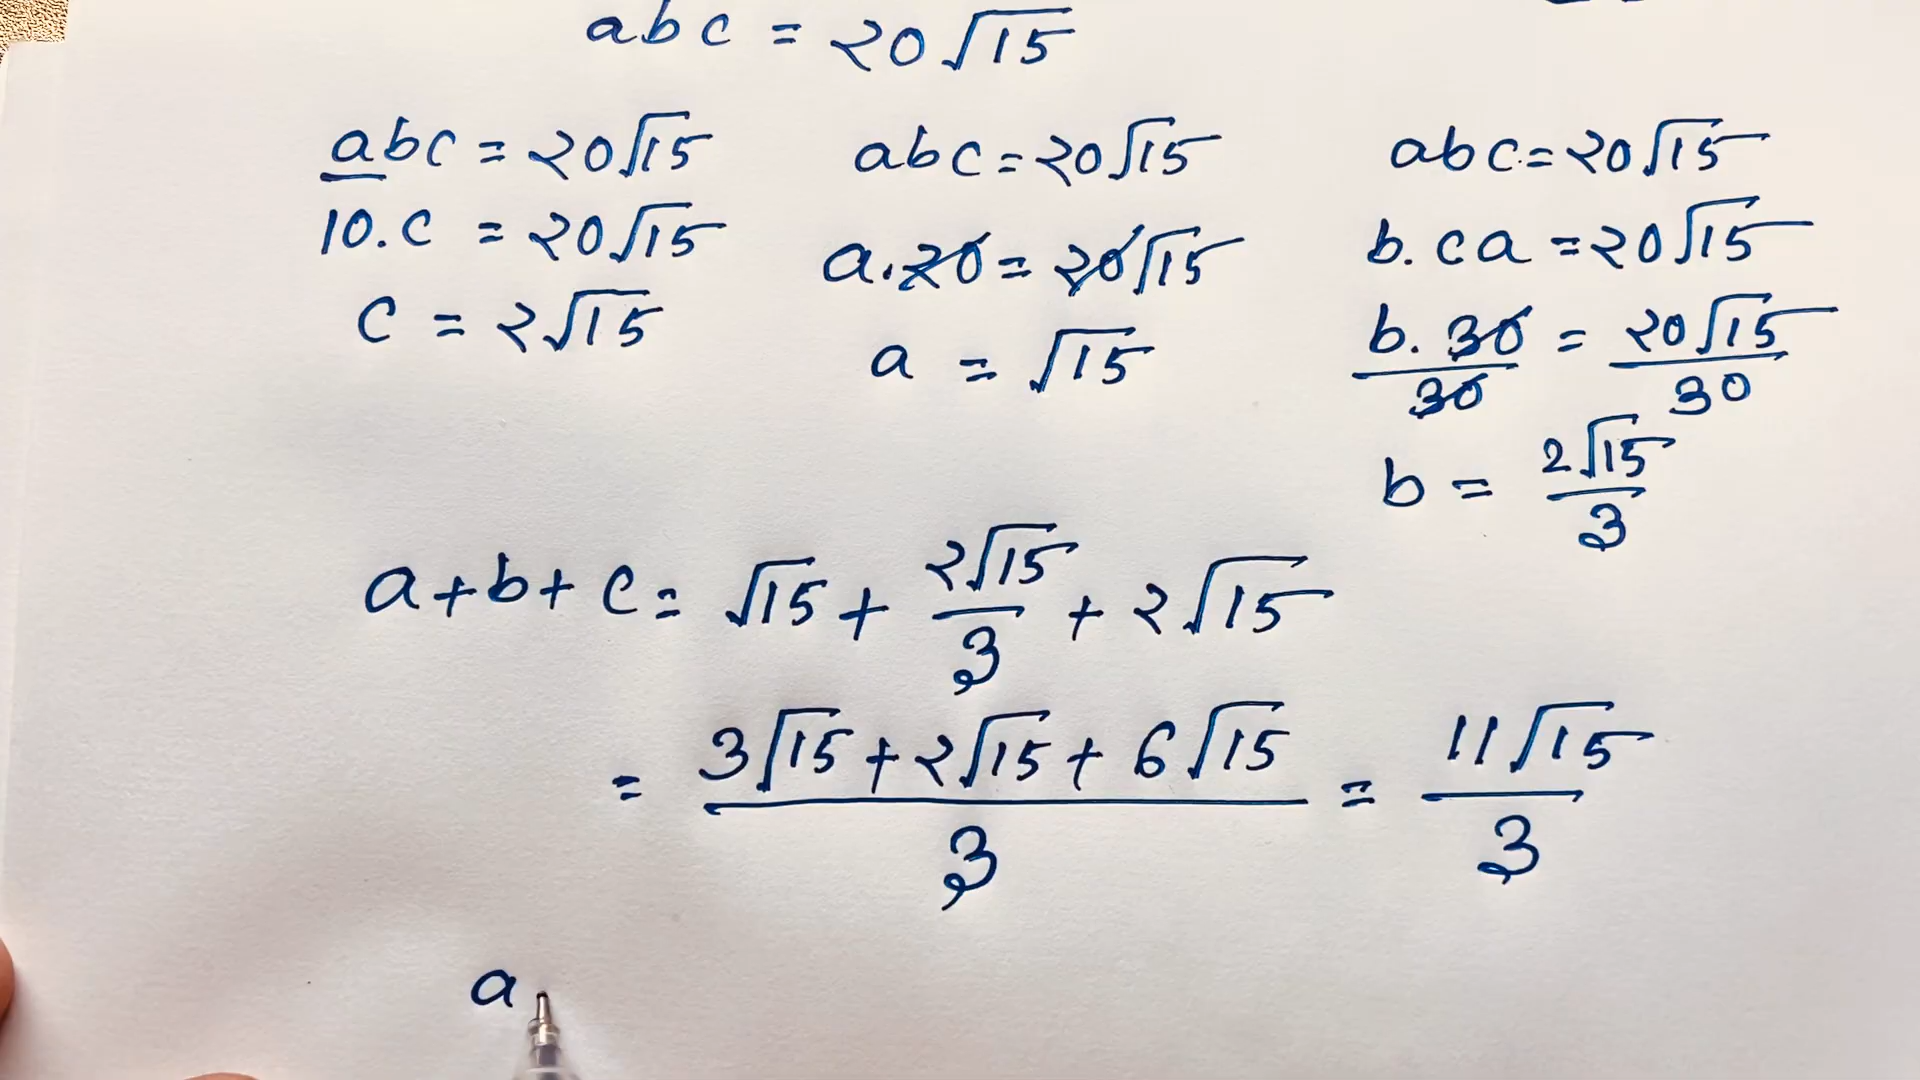 abc = 20√15
abc = 20√15
10.c = 20√15
c = 2√15
abc = 20√15
a.20 = 20√15
a = √15
abc = 20√15
b.ca = 20√15
b.30/30 = 20√15/30
b = 2√15/3
a+b+c = √15 + 2√15/3 + 2√15
= (3√15 + 2√15 + 6√15)/3 = 11√15/3
a